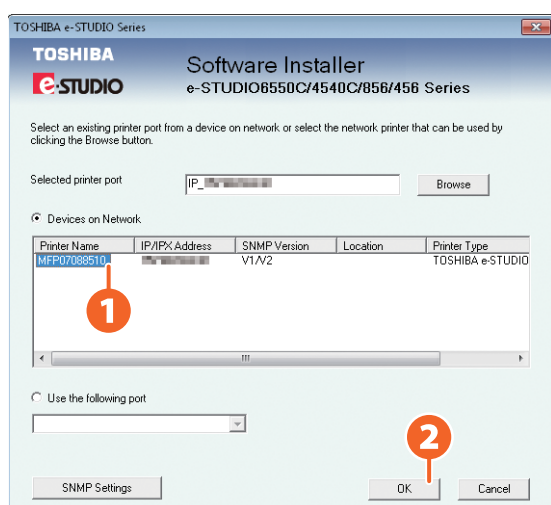 TOSHIBA e-STUDIO Series
TOSHIBA
e-STUDIO
Software Installer
e-STUDIO6550C/4540C/856/456 Series
Select an existing printer port from a device on network or select the network printer that can be used by
clicking the Browse button.
Selected printer port
IP_
Browse
Devices on Network
Printer Name IP/IPX Address SNMP Version Location Printer Type
MFP07088510 V1/V2 TOSHIBA e-STUDIO
1
Use the following port
2
SNMP Settings
OK
Cancel